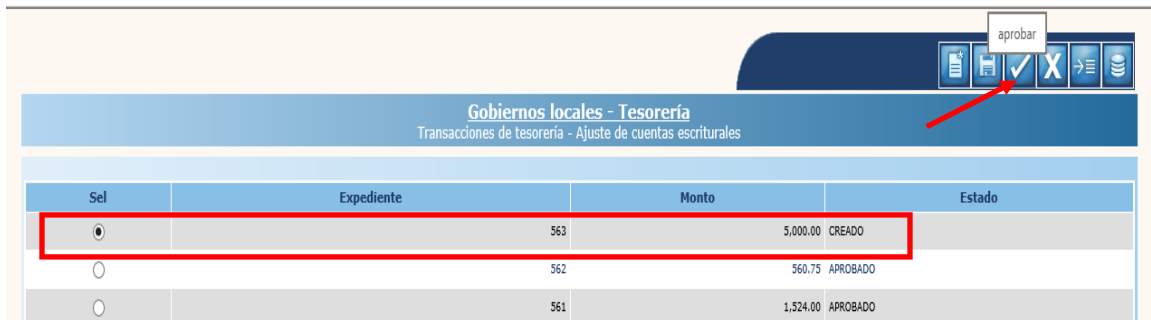 aprobar
Gobiernos locales - Tesorería
Transacciones de tesorería - Ajuste de cuentas escriturales
Sel Expediente Monto Estado
563 5,000.00 CREADO
562 560.75 APROBADO
561 1,524.00 APROBADO